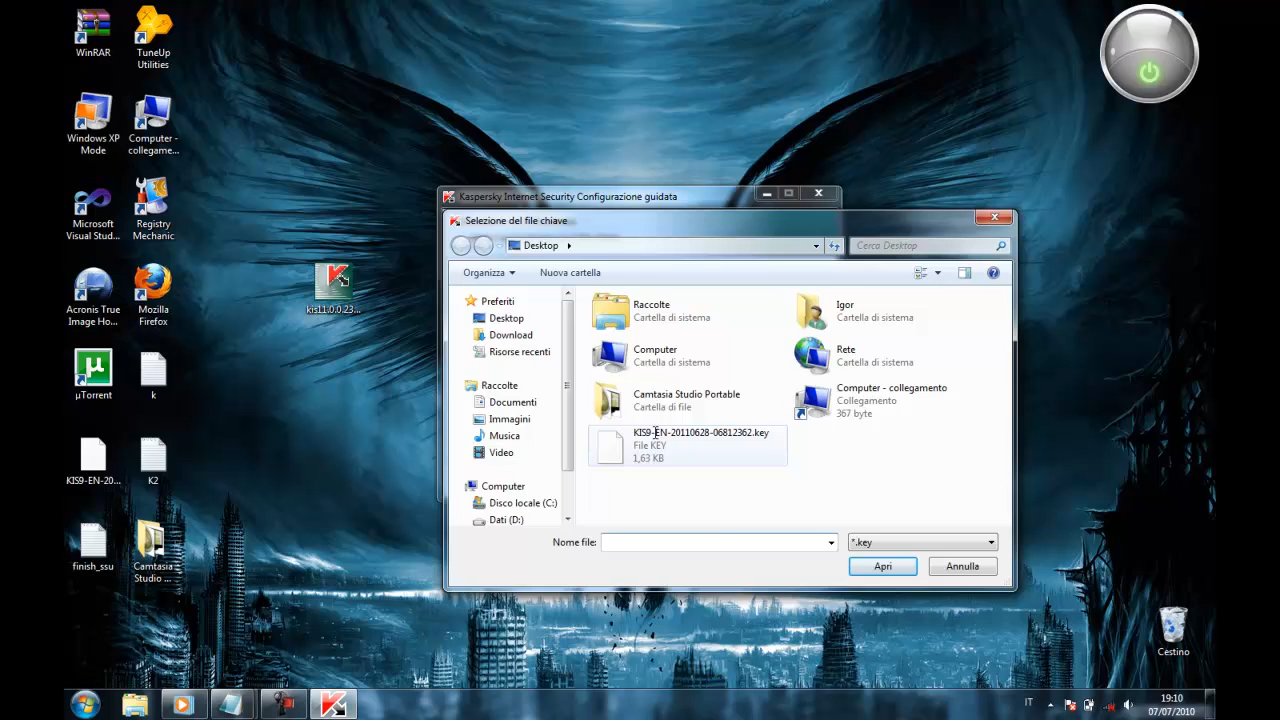 WinRAR
TuneUp
Utilities
Windows XP
Mode
Computer -
collegame...
Microsoft
Visual Stud...
Registry
Mechanic
Acronis True
Image Ho...
Mozilla
Firefox
µTorrent
k
KIS9-EN-20...
K2
finish_ssu
Camtasia
Studio ...
kis11.0.0.23...
Kaspersky Internet Security Configurazione guidata
Selezione del file chiave
Desktop
Cerca Desktop
Organizza
Nuova cartella
Preferiti
Desktop
Download
Risorse recenti
Raccolte
Documenti
Immagini
Musica
Video
Computer
Disco locale (C:)
Dati (D:)
Raccolte
Cartella di sistema
Igor
Cartella di sistema
Computer
Cartella di sistema
Rete
Cartella di sistema
Camtasia Studio Portable
Cartella di file
Computer - collegamento
Collegamento
367 byte
KIS9-EN-20110628-06812362.key
File KEY
1,63 KB
Nome file:
*.key
Apri
Annulla
Cestino
IT
19:10
07/07/2010